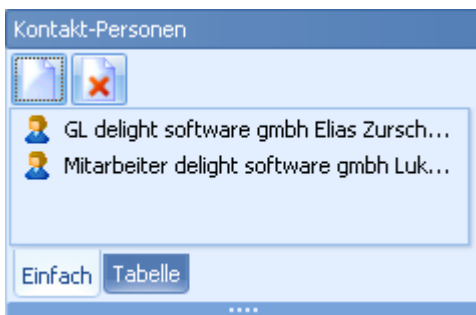 Kontakt-Personen
GL delight software gmbh Elias Zursch...
Mitarbeiter delight software gmbh Luk...
Einfach Tabelle